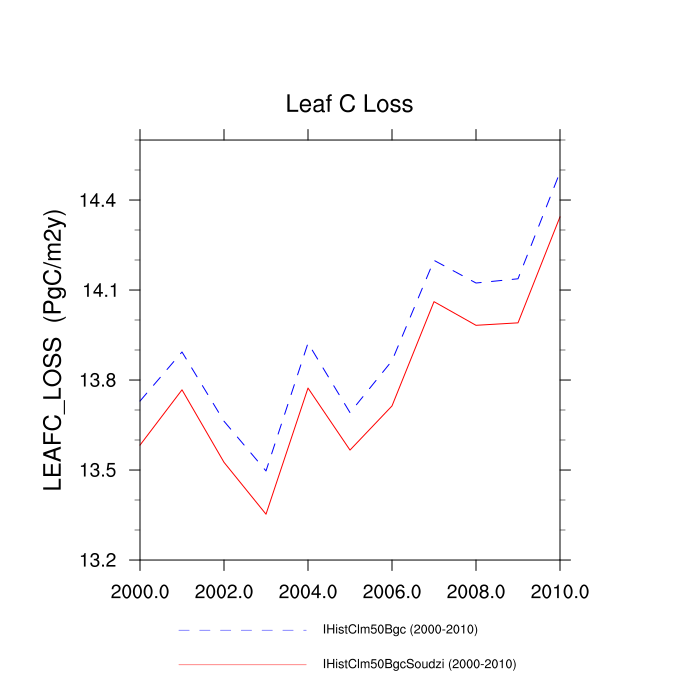 Leaf C Loss
LEAFC_LOSS (PgC/m2y)
14.4
14.1
13.8
13.5
13.2
2000.0 2002.0 2004.0 2006.0 2008.0 2010.0
IHistClm50Bgc (2000-2010)
IHistClm50BgcSoudzi (2000-2010)